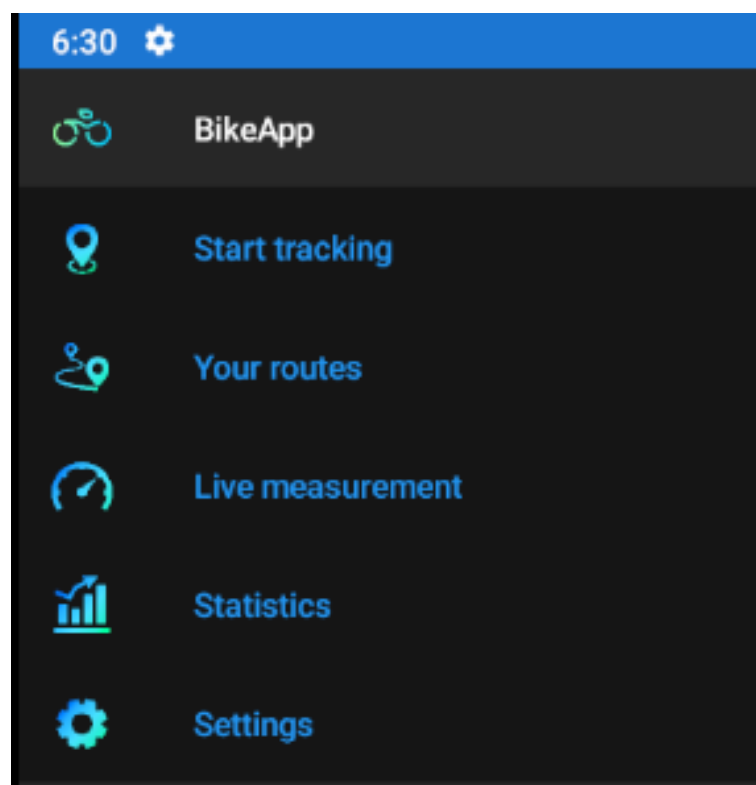 6:30
BikeApp
Start tracking
Your routes
Live measurement
Statistics
Settings